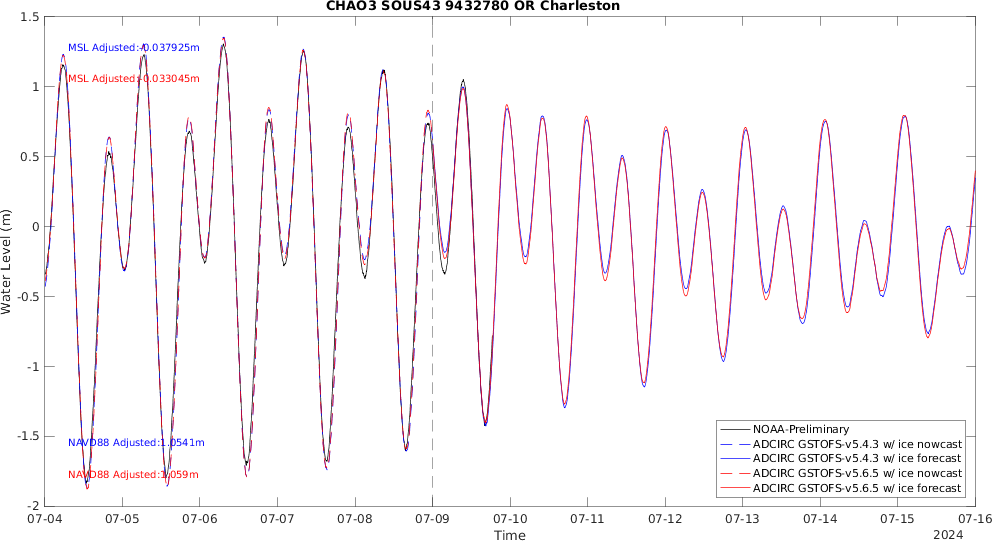 CHAO3 SOUS43 9432780 OR Charleston
1.5
1
0.5
0
-0.5
-1
-1.5
-2
Water Level (m)
MSL Adjusted:-0.037925m
MSL Adjusted:-0.033045m
NAVD88 Adjusted:1.0541m
NAVD88 Adjusted:1.059m
NOAA-Preliminary
ADCIRC GSTOFS-v5.4.3 w/ ice nowcast
ADCIRC GSTOFS-v5.4.3 w/ ice forecast
ADCIRC GSTOFS-v5.6.5 w/ ice nowcast
ADCIRC GSTOFS-v5.6.5 w/ ice forecast
07-04 07-05 07-06 07-07 07-08 07-09 07-10 07-11 07-12 07-13 07-14 07-15 07-16
Time
2024